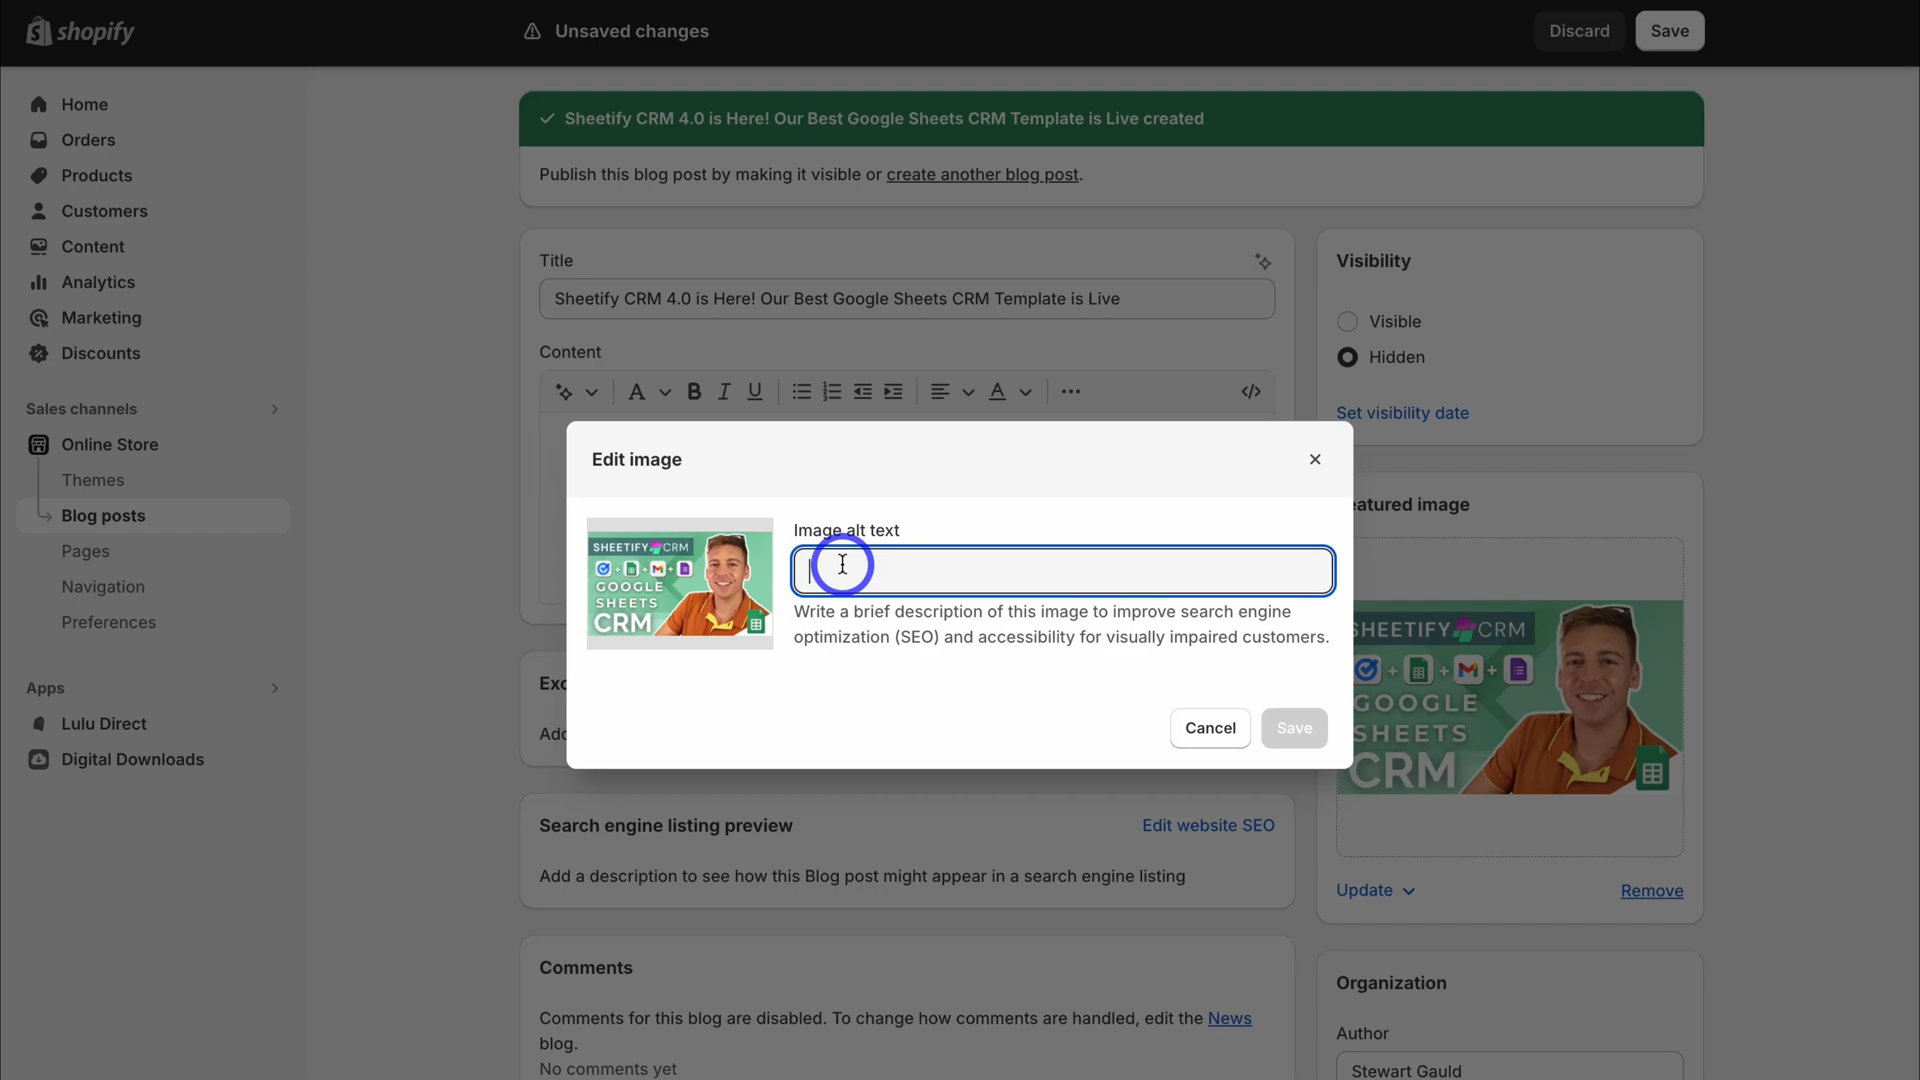 shopify
Unsaved changes
Discard
Save
Home
Orders
Products
Customers
Content
Analytics
Marketing
Discounts
Sales channels
Online Store
Themes
Blog posts
Pages
Navigation
Preferences
Apps
Lulu Direct
Digital Downloads
Sheetify CRM 4.0 is Here! Our Best Google Sheets CRM Template is Live created
Publish this blog post by making it visible or create another blog post.
Title
Sheetify CRM 4.0 is Here! Our Best Google Sheets CRM Template is Live
Content
Visibility
Visible
Hidden
Set visibility date
Edit image
SHEETIFY CRM
GOOGLE
SHEETS
CRM
Image alt text
Write a brief description of this image to improve search engine
optimization (SEO) and accessibility for visually impaired customers.
Cancel
Save
Exc
Add
Search engine listing preview
Edit website SEO
Add a description to see how this Blog post might appear in a search engine listing
Comments
Comments for this blog are disabled. To change how comments are handled, edit the News
blog.
No comments yet
eatured image
SHEETIFY CRM
GOOGLE
SHEETS
CRM
Update
Remove
Organization
Author
Stewart Gauld